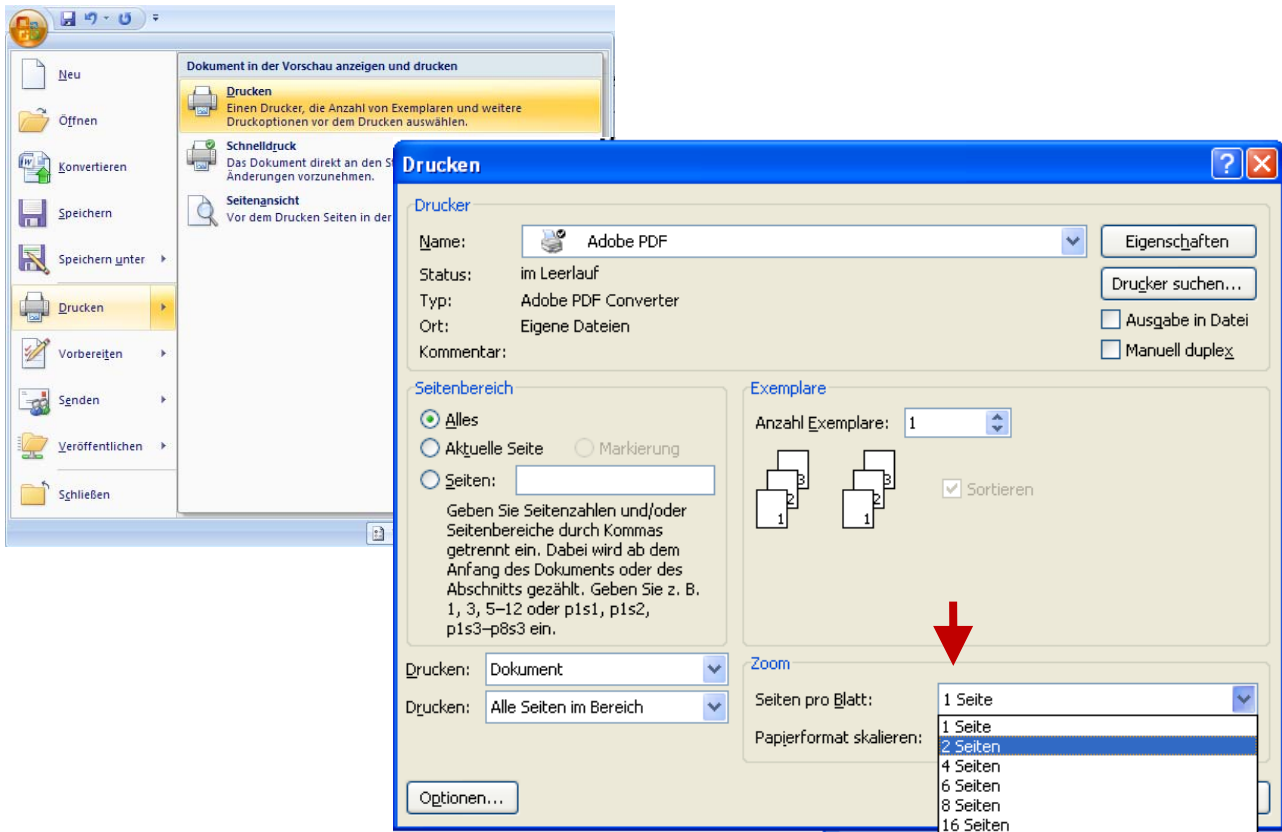 Dokument in der Vorschau anzeigen und drucken
Neu
Öffnen
Konvertieren
Speichern
Speichern unter
Drucken
Vorbereiten
Senden
Veröffentlichen
Schließen
Drucken
Einen Drucker, die Anzahl von Exemplaren und weitere
Druckoptionen vor dem Drucken auswählen.
Schnelldruck
Das Dokument direkt an den
Änderungen vorzunehmen.
Seitenansicht
Vor dem Drucken Seiten in der
Drucken
Drucker
Name: Adobe PDF Eigenschaften
Status: im Leerlauf Drucker suchen...
Typ: Adobe PDF Converter
Ort: Eigene Dateien Ausgabe in Datei
Kommentar: Manuell duplex
Seitenbereich
Alles
Aktuelle Seite Markierung
Seiten:
Geben Sie Seitenzahlen und/oder
Seitenbereiche durch Kommas
getrennt ein. Dabei wird ab dem
Anfang des Dokuments oder des
Abschnitts gezählt. Geben Sie z. B.
1, 3, 5–12 oder p1s1, p1s2,
p1s3–p8s3 ein.
Exemplare
Anzahl Exemplare: 1
3 3
2 2
1 1
Sortieren
Drucken: Dokument
Drucken: Alle Seiten im Bereich
Zoom
Seiten pro Blatt: 1 Seite
Papierformat skalieren:
1 Seite
2 Seiten
4 Seiten
6 Seiten
8 Seiten
16 Seiten
Optionen...